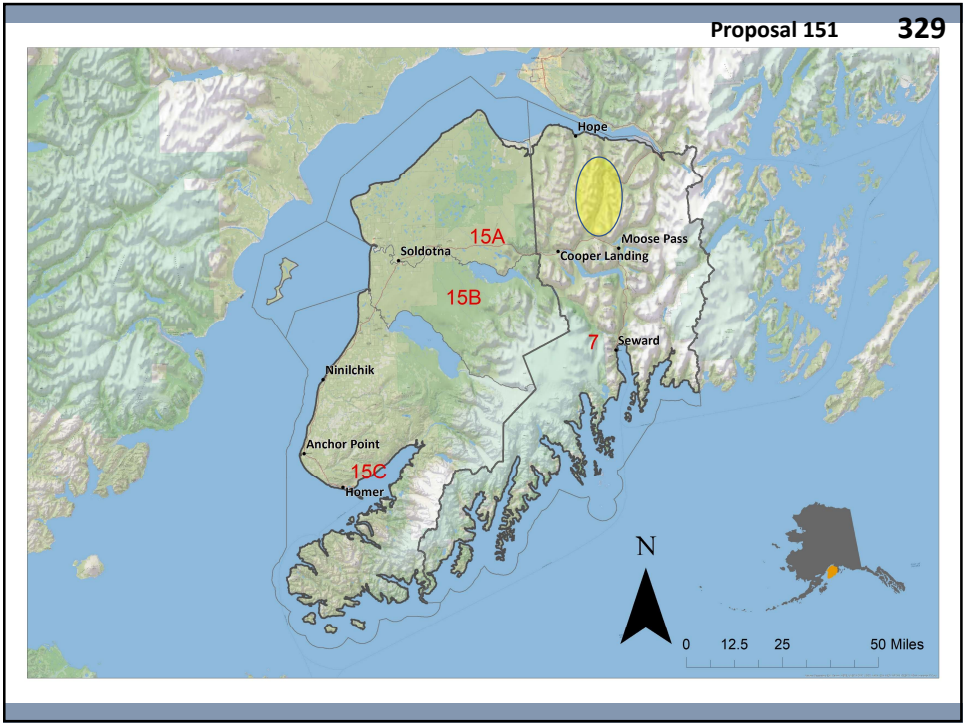 Proposal 151 329
Hope
15A
Moose Pass
Soldotna
Cooper Landing
15B
7
Seward
Ninilchik
Anchor Point
15C
Homer
N
0 12.5 25 50 Miles